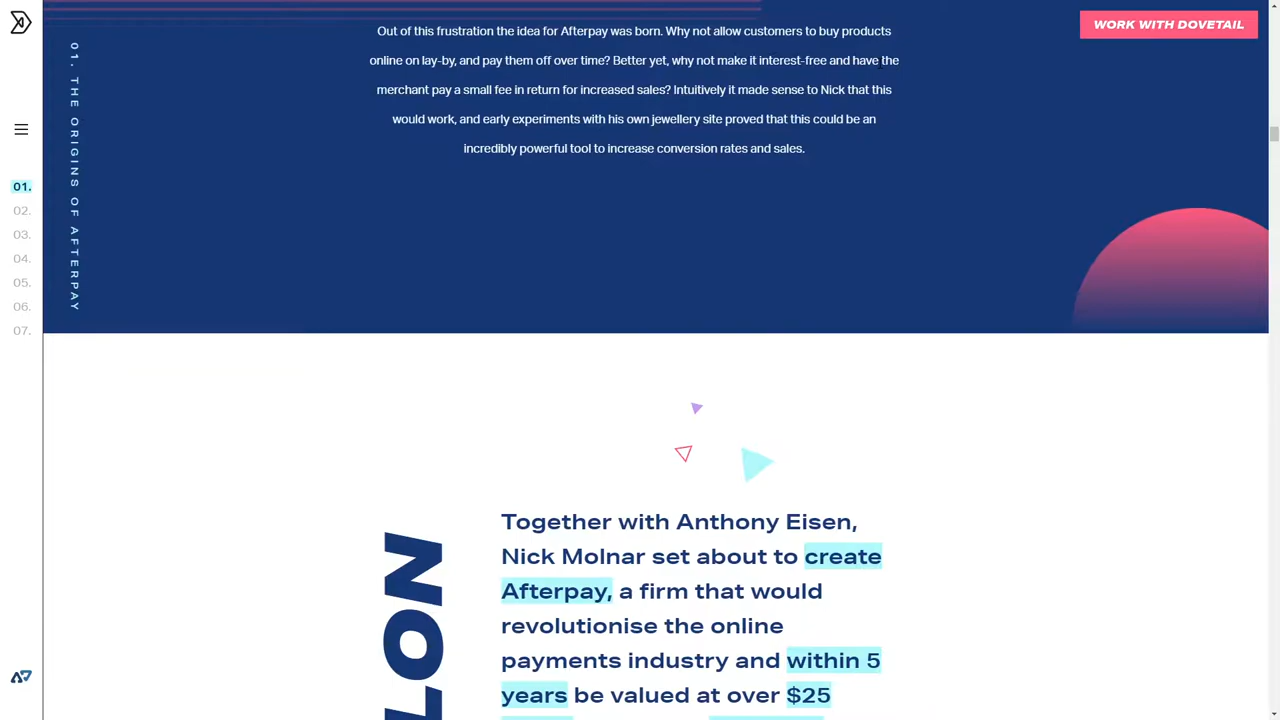 Out of this frustration the idea for Afterpay was born. Why not allow customers to buy products
online on lay-by, and pay them off over time? Better yet, why not make it interest-free and have the
merchant pay a small fee in return for increased sales? Intuitively it made sense to Nick that this
would work, and early experiments with his own jewellery site proved that this could be an
incredibly powerful tool to increase conversion rates and sales.
WORK WITH DOVETAIL
01. THE ORIGINS OF AFTERPAY
01.
02.
03.
04.
05.
06.
07.
Together with Anthony Eisen,
Nick Molnar set about to create
Afterpay, a firm that would
revolutionise the online
payments industry and within 5
years be valued at over $25
LON